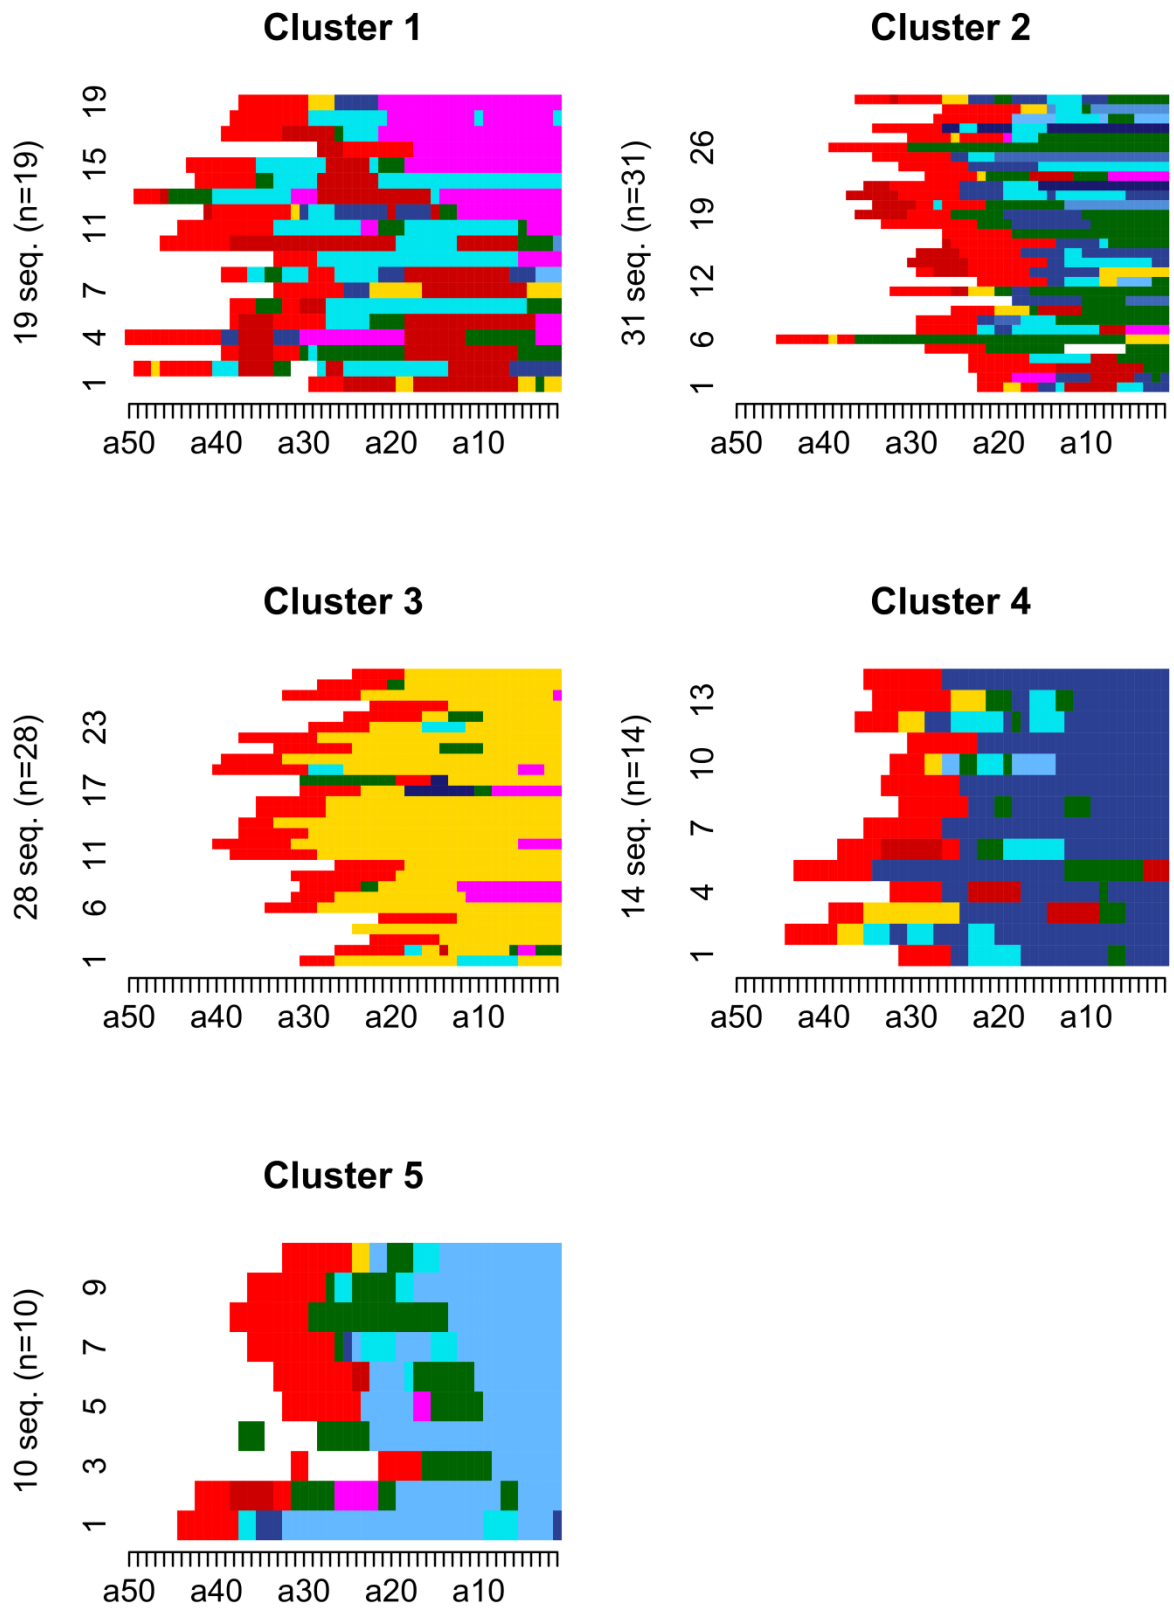 Cluster 1
19 seq. (n=19)
19
15
11
7
4
1
a50 a40 a30 a20 a10
Cluster 2
31 seq. (n=31)
26
19
12
6
1
a50 a40 a30 a20 a10
Cluster 3
28 seq. (n=28)
23
17
11
6
1
a50 a40 a30 a20 a10
Cluster 4
14 seq. (n=14)
13
10
7
4
1
a50 a40 a30 a20 a10
Cluster 5
10 seq. (n=10)
9
7
5
3
1
a50 a40 a30 a20 a10